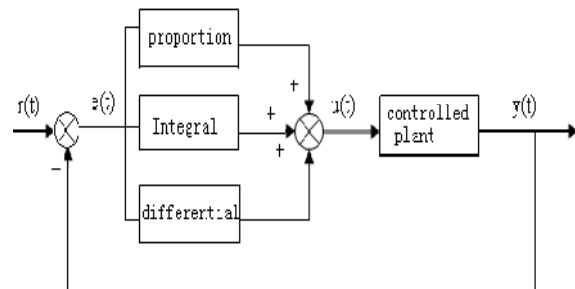 proportion
+
r(t)
e(t)
Integral
+
+
u(t)
controlled
plant
y(t)
−
differential